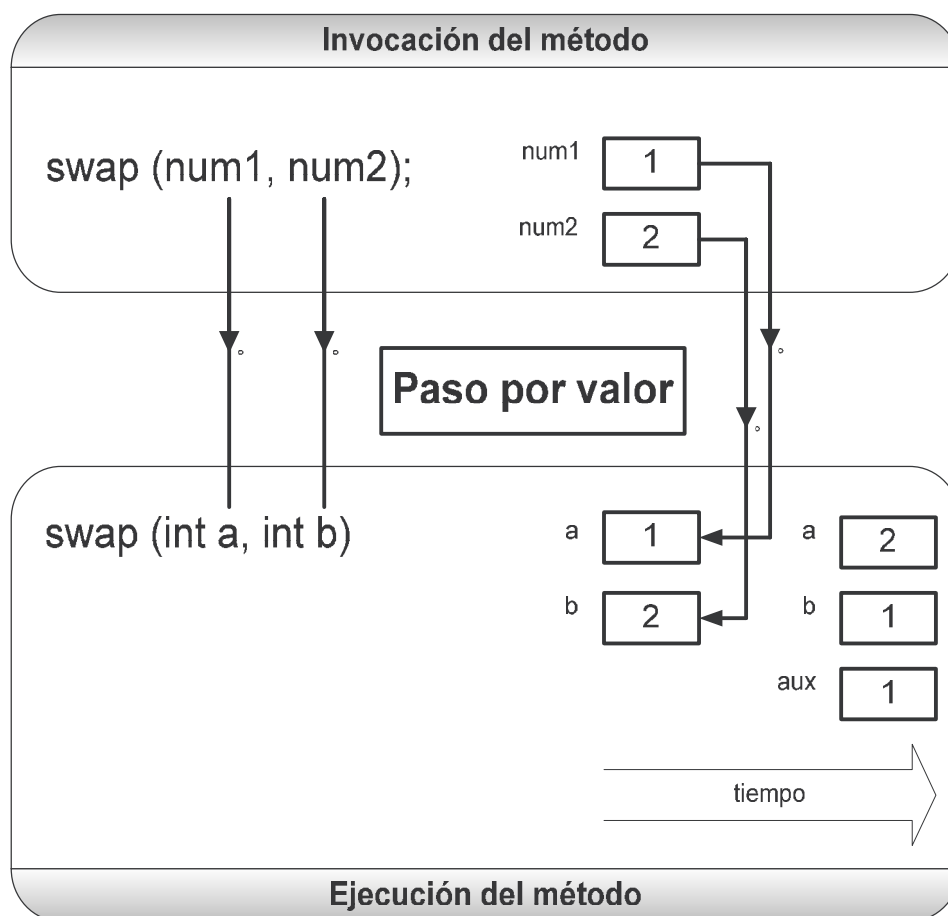 Invocación del método
swap (num1, num2);
num1
1
num2
2
Paso por valor
swap (int a, int b)
a
1
a
2
b
2
b
1
aux
1
tiempo
Ejecución del método